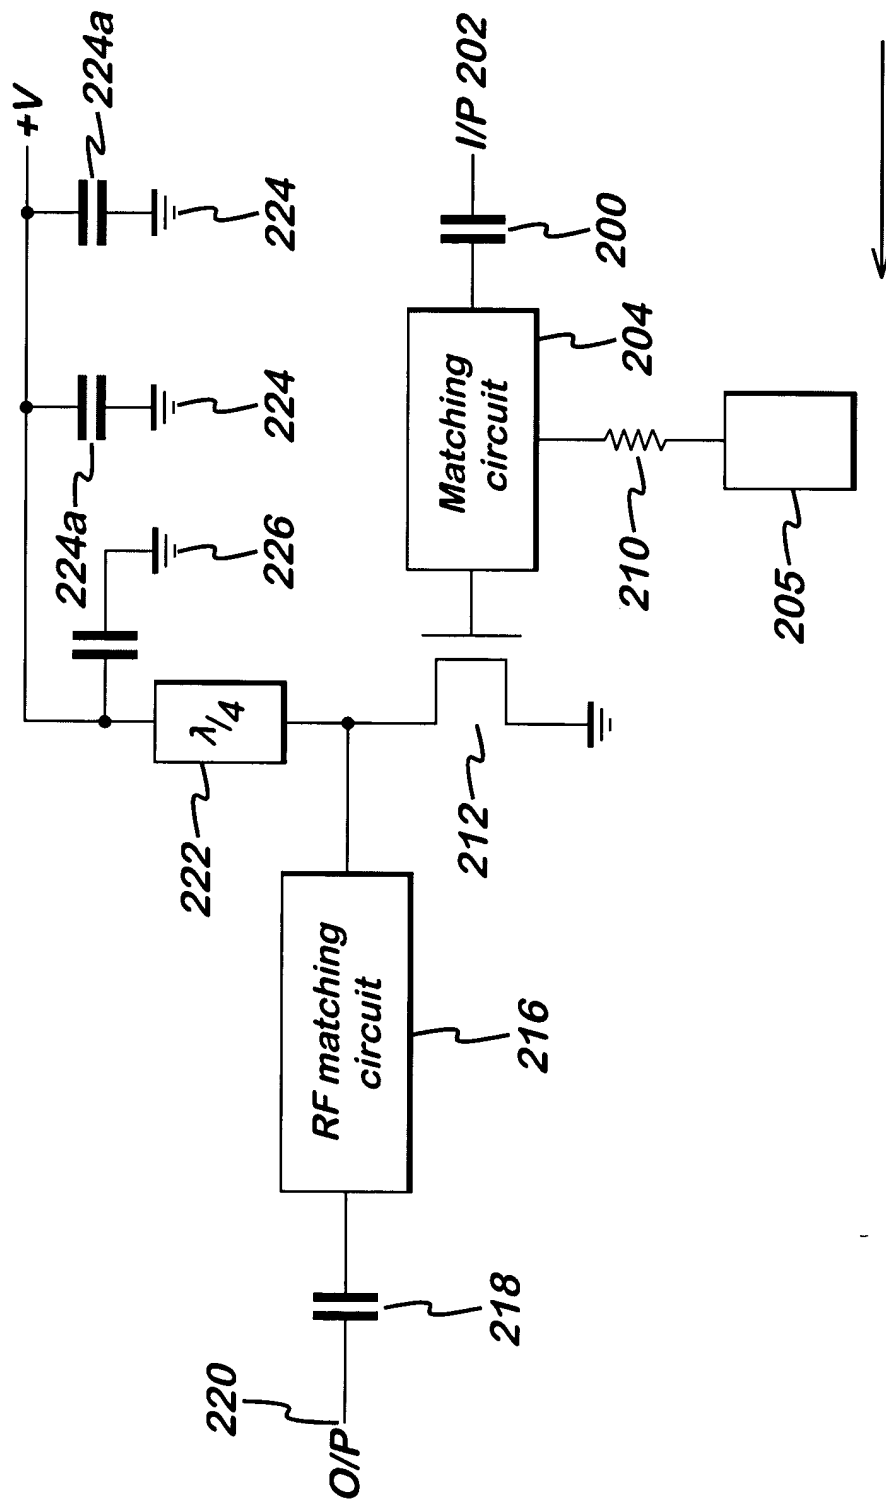 +V
224a
224
224a
224
226
I/P 202
200
Matching
circuit
204
210
205
λ/4
222
212
RF matching
circuit
216
218
220
O/P